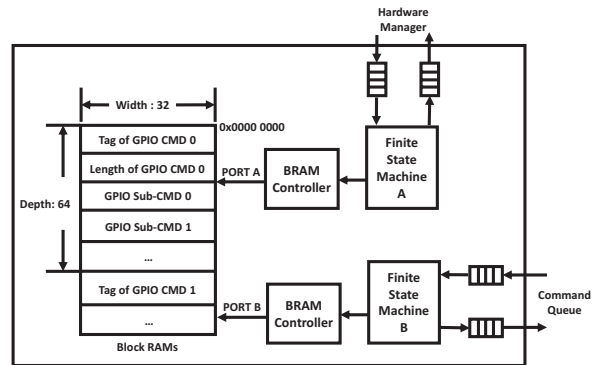 Hardware
Manager
Width : 32
0x0000 0000
Tag of GPIO CMD 0
Length of GPIO CMD 0
GPIO Sub-CMD 0
GPIO Sub-CMD 1
...
Tag of GPIO CMD 1
...
Block RAMs
Depth: 64
PORT A
BRAM
Controller
Finite
State
Machine
A
PORT B
BRAM
Controller
Finite
State
Machine
B
Command
Queue